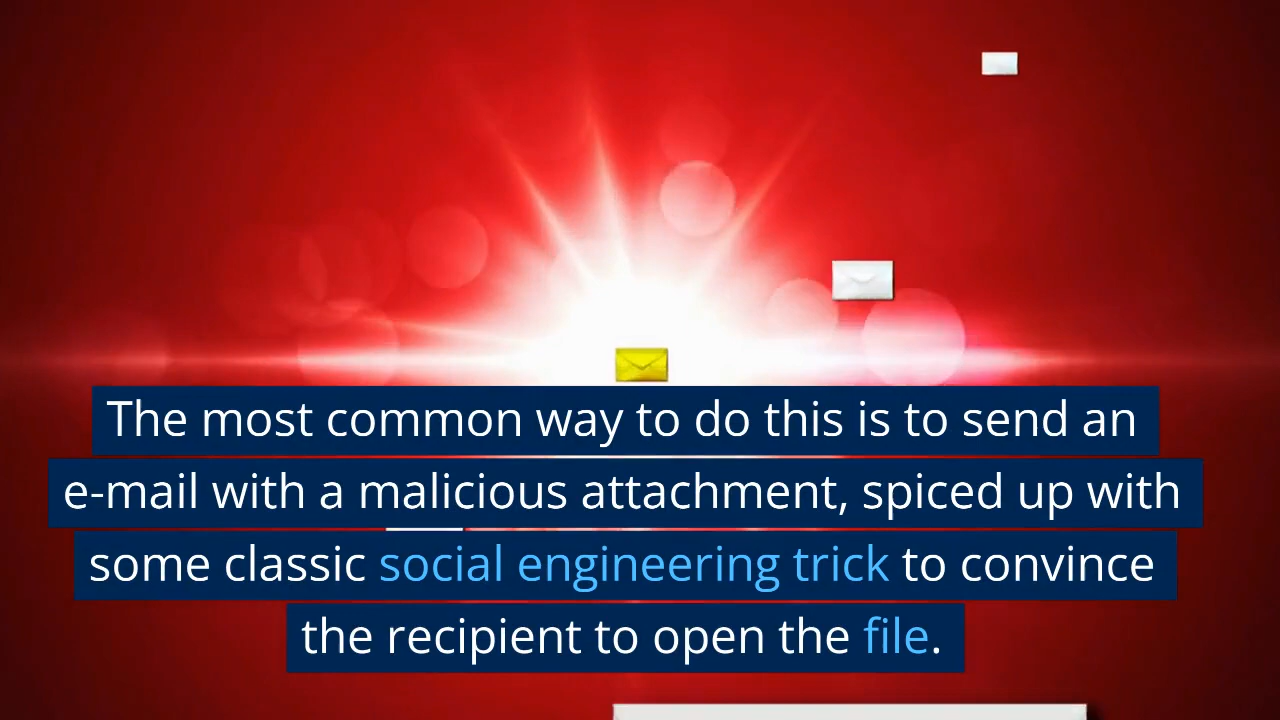 The most common way to do this is to send an
e-mail with a malicious attachment, spiced up with
some classic social engineering trick to convince
the recipient to open the file.